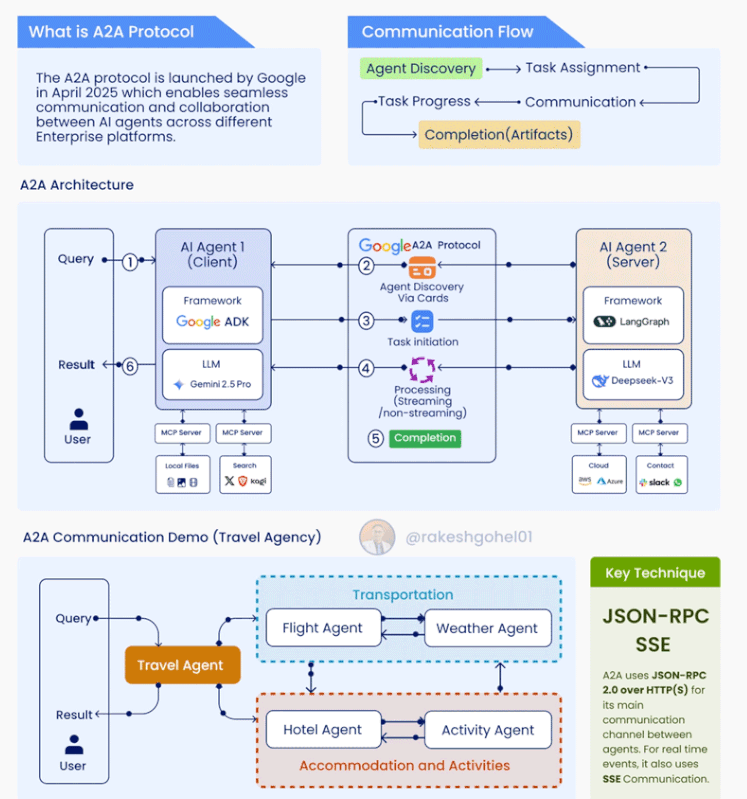 What is A2A Protocol
The A2A protocol is launched by Google
in April 2025 which enables seamless
communication and collaboration
between AI agents across different
Enterprise platforms.
Communication Flow
Agent Discovery
Task Assignment
Task Progress
Communication
Completion(Artifacts)
A2A Architecture
Query
Result
User
1
6
AI Agent 1
(Client)
Framework
Google ADK
LLM
Gemini 2.5 Pro
MCP Server
MCP Server
Local Files
Search
X
kagi
Google A2A Protocol
2
Agent Discovery
Via Cards
3
Task initiation
4
Processing
(Streaming
/non-streaming)
5
Completion
AI Agent 2
(Server)
Framework
LangGraph
LLM
Deepseek-V3
MCP Server
MCP Server
Cloud
aws
Azure
Contact
slack
A2A Communication Demo (Travel Agency)
@rakeshgohel01
Query
Result
User
Travel Agent
Transportation
Flight Agent
Weather Agent
Hotel Agent
Activity Agent
Accommodation and Activities
Key Technique
JSON-RPC
SSE
A2A uses JSON-RPC
2.0 over HTTP(S) for
its main
communication
channel between
agents. For real time
events, it also uses
SSE Communication.